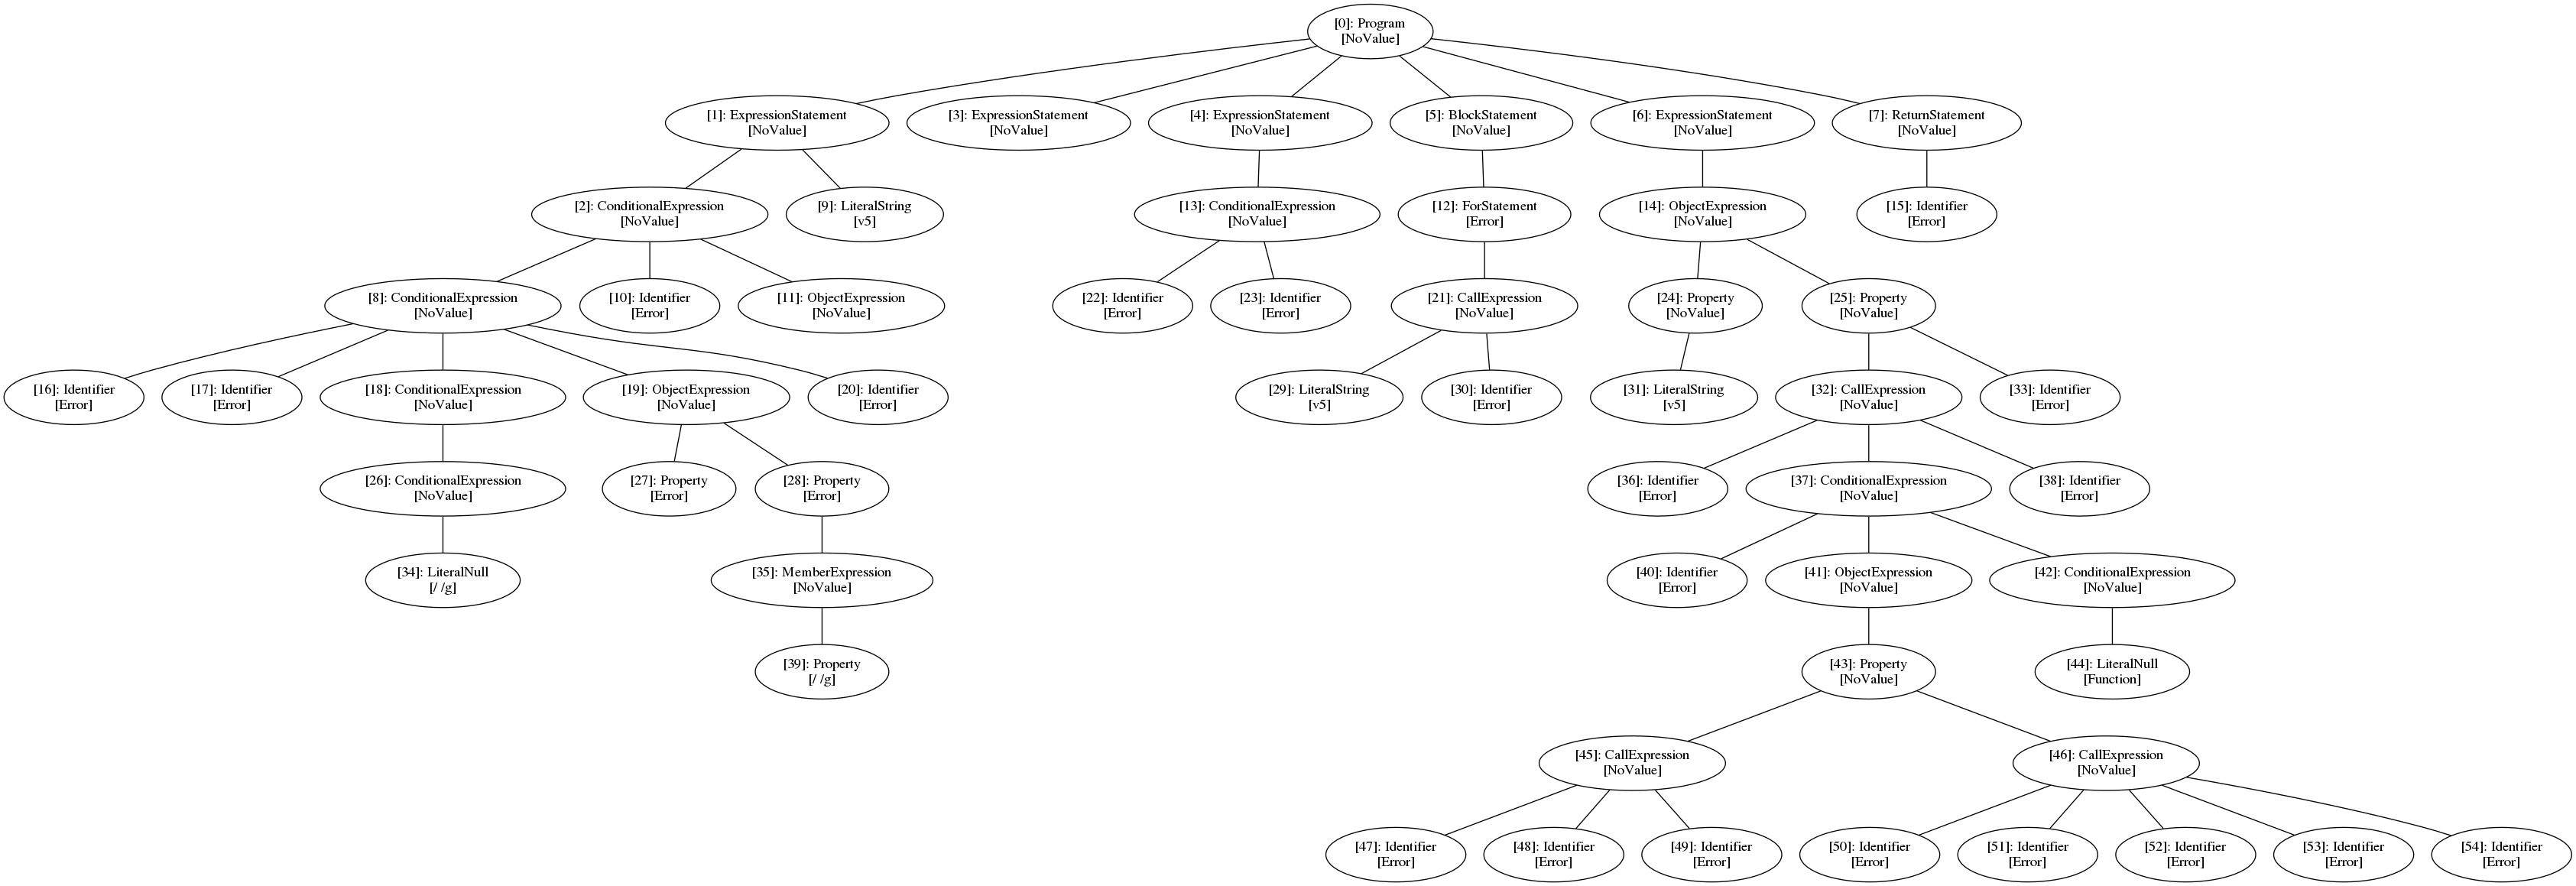 [0]: Program
[NoValue]
[1]: ExpressionStatement
[NoValue]
[3]: ExpressionStatement
[NoValue]
[4]: ExpressionStatement
[NoValue]
[5]: BlockStatement
[NoValue]
[6]: ExpressionStatement
[NoValue]
[7]: ReturnStatement
[NoValue]
[2]: ConditionalExpression
[NoValue]
[9]: LiteralString
[v5]
[13]: ConditionalExpression
[NoValue]
[12]: ForStatement
[Error]
[14]: ObjectExpression
[NoValue]
[15]: Identifier
[Error]
[8]: ConditionalExpression
[NoValue]
[10]: Identifier
[Error]
[11]: ObjectExpression
[NoValue]
[22]: Identifier
[Error]
[23]: Identifier
[Error]
[21]: CallExpression
[NoValue]
[24]: Property
[NoValue]
[25]: Property
[NoValue]
[16]: Identifier
[Error]
[17]: Identifier
[Error]
[18]: ConditionalExpression
[NoValue]
[19]: ObjectExpression
[NoValue]
[20]: Identifier
[Error]
[29]: LiteralString
[v5]
[30]: Identifier
[Error]
[31]: LiteralString
[v5]
[32]: CallExpression
[NoValue]
[33]: Identifier
[Error]
[26]: ConditionalExpression
[NoValue]
[27]: Property
[Error]
[28]: Property
[Error]
[36]: Identifier
[Error]
[37]: ConditionalExpression
[NoValue]
[38]: Identifier
[Error]
[34]: LiteralNull
[/ /g]
[35]: MemberExpression
[NoValue]
[40]: Identifier
[Error]
[41]: ObjectExpression
[NoValue]
[42]: ConditionalExpression
[NoValue]
[39]: Property
[/ /g]
[43]: Property
[NoValue]
[44]: LiteralNull
[Function]
[45]: CallExpression
[NoValue]
[46]: CallExpression
[NoValue]
[47]: Identifier
[Error]
[48]: Identifier
[Error]
[49]: Identifier
[Error]
[50]: Identifier
[Error]
[51]: Identifier
[Error]
[52]: Identifier
[Error]
[53]: Identifier
[Error]
[54]: Identifier
[Error]